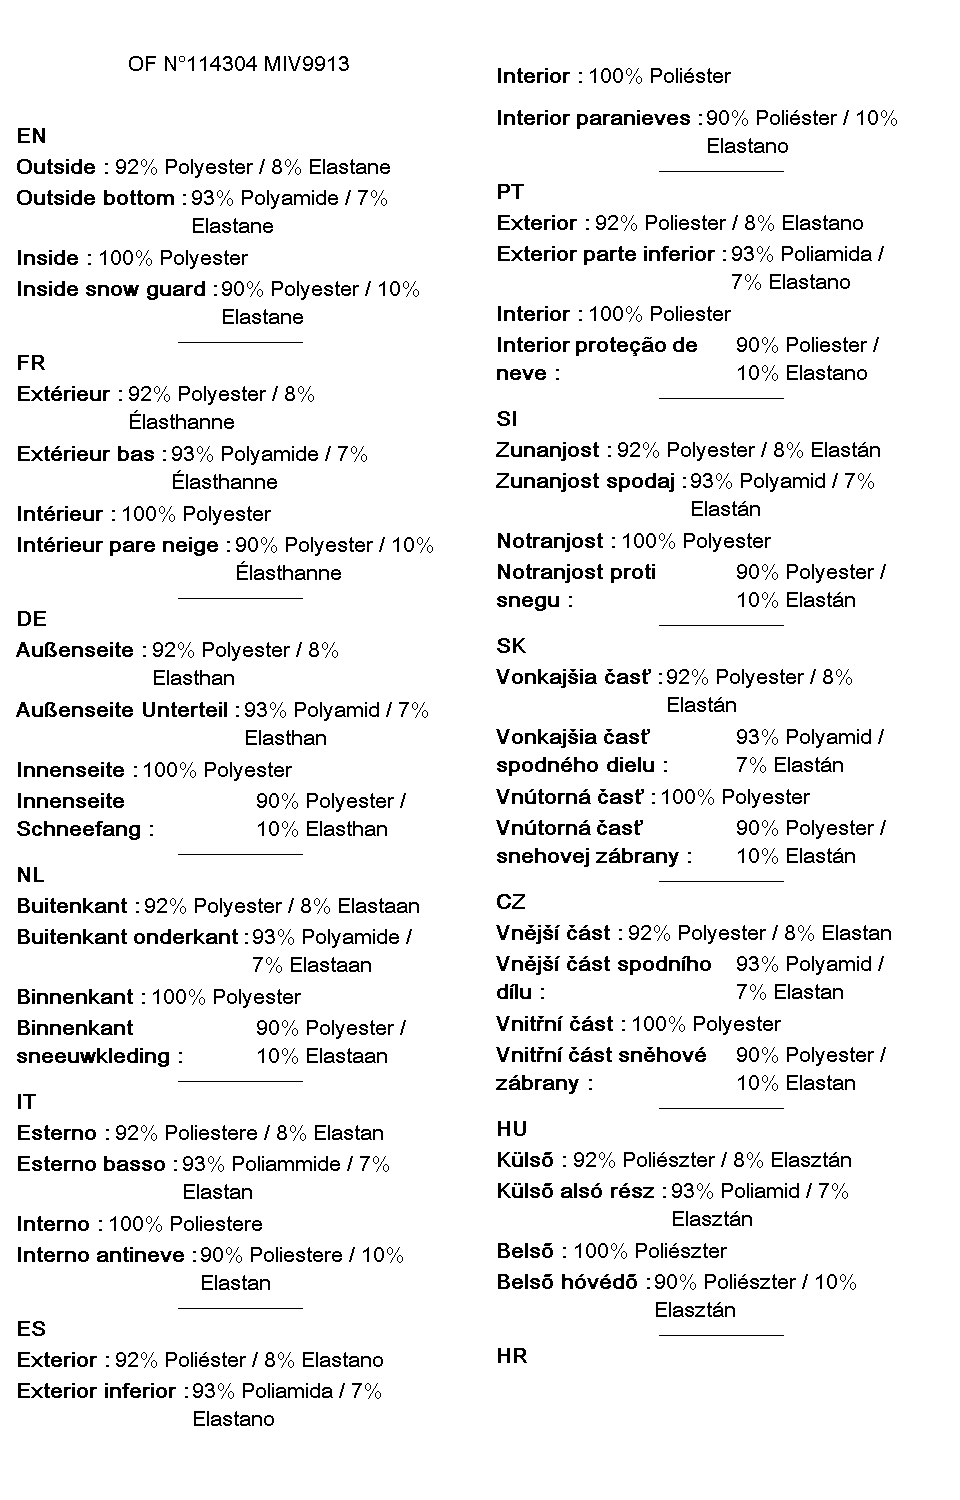 OF N°114304 MIV9913
EN
Outside : 92% Polyester / 8% Elastane
Outside bottom : 93% Polyamide / 7%
Elastane
Inside : 100% Polyester
Inside snow guard : 90% Polyester / 10%
Elastane
FR
Extérieur : 92% Polyester / 8%
Élasthanne
Extérieur bas : 93% Polyamide / 7%
Élasthanne
Intérieur : 100% Polyester
Intérieur pare neige : 90% Polyester / 10%
Élasthanne
DE
Außenseite : 92% Polyester / 8%
Elasthan
Außenseite Unterteil : 93% Polyamid / 7%
Elasthan
Innenseite : 100% Polyester
Innenseite 90% Polyester /
Schneefang : 10% Elasthan
NL
Buitenkant : 92% Polyester / 8% Elastaan
Buitenkant onderkant : 93% Polyamide /
7% Elastaan
Binnenkant : 100% Polyester
Binnenkant 90% Polyester /
sneeuwkleding : 10% Elastaan
IT
Esterno : 92% Poliestere / 8% Elastan
Esterno basso : 93% Poliammide / 7%
Elastan
Interno : 100% Poliestere
Interno antineve : 90% Poliestere / 10%
Elastan
ES
Exterior : 92% Poliéster / 8% Elastano
Exterior inferior : 93% Poliamida / 7%
Elastano
Interior : 100% Poliéster
Interior paranieves : 90% Poliéster / 10%
Elastano
PT
Exterior : 92% Poliester / 8% Elastano
Exterior parte inferior : 93% Poliamida /
7% Elastano
Interior : 100% Poliester
Interior proteção de 90% Poliester /
neve : 10% Elastano
SI
Zunanjost : 92% Polyester / 8% Elastán
Zunanjost spodaj : 93% Polyamid / 7%
Elastán
Notranjost : 100% Polyester
Notranjost proti 90% Polyester /
snegu : 10% Elastán
SK
Vonkajšia časť : 92% Polyester / 8%
Elastán
Vonkajšia časť 93% Polyamid /
spodného dielu : 7% Elastán
Vnútorná časť : 100% Polyester
Vnútorná časť 90% Polyester /
snehovej zábrany : 10% Elastán
CZ
Vnější část : 92% Polyester / 8% Elastan
Vnější část spodního 93% Polyamid /
dílu : 7% Elastan
Vnitřní část : 100% Polyester
Vnitřní část sněhové 90% Polyester /
zábrany : 10% Elastan
HU
Külső : 92% Poliészter / 8% Elasztán
Külső alsó rész : 93% Poliamid / 7%
Elasztán
Belső : 100% Poliészter
Belső hóvédő : 90% Poliészter / 10%
Elasztán
HR